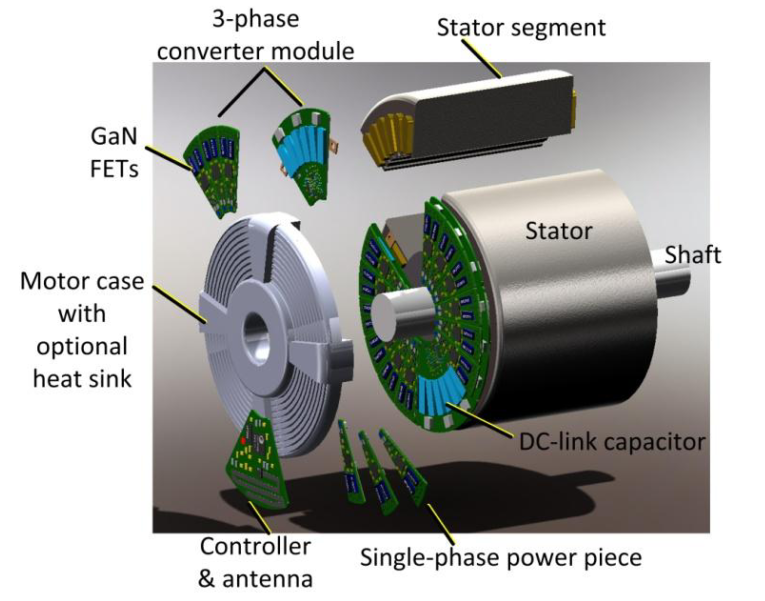 3-phase
converter module
Stator segment
GaN
FETs
Stator
Shaft
Motor case
with
optional
heat sink
DC-link capacitor
Controller
& antenna
Single-phase power piece